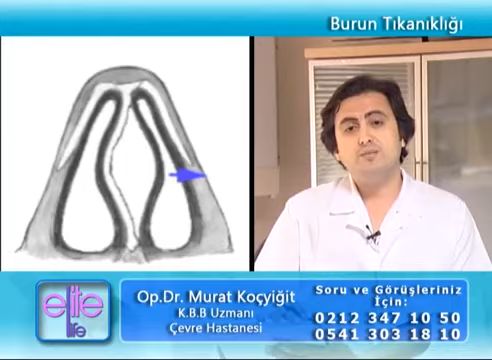 Burun Tıkanıklığı
elite
life
Op.Dr. Murat Koçyiğit
K.B.B Uzmanı
Çevre Hastanesi
Soru ve Görüşleriniz
İçin:
0212 347 10 50
0541 303 18 10